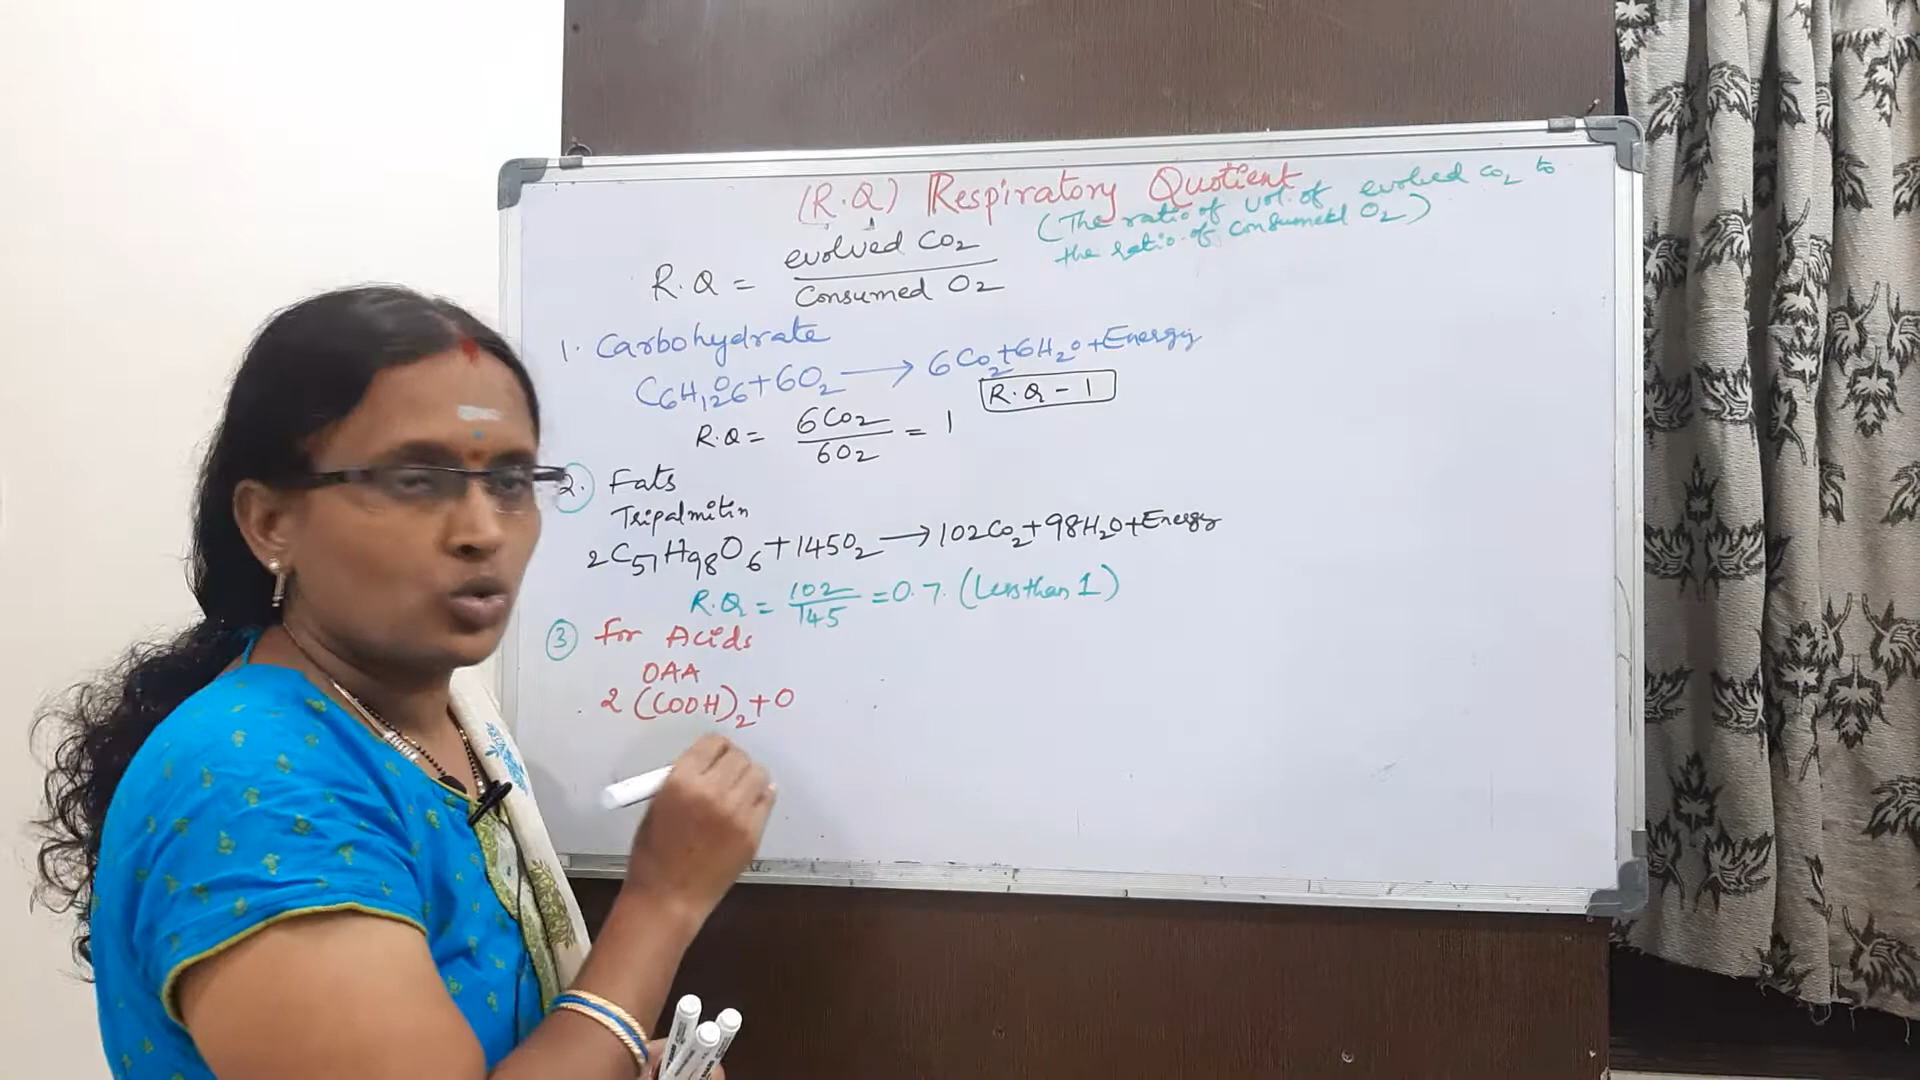 (R.Q) Respiratory Quotient
(The ratio of vol. of evolved CO2 to
the ratio of consumed O2)
R.Q = evolved CO2
Consumed O2
1. Carbohydrate
C6H12O6+6O2 → 6CO2+6H2O+Energy
R.Q = 6CO2 = 1
6O2
R.Q - 1
2. Fats
Tripalmitin
2C57H98O6+145O2 → 102CO2+98H2O+Energy
R.Q = 102 = 0.7. (Less than 1)
145
3 For Acids
OAA
2 (COOH)2+O